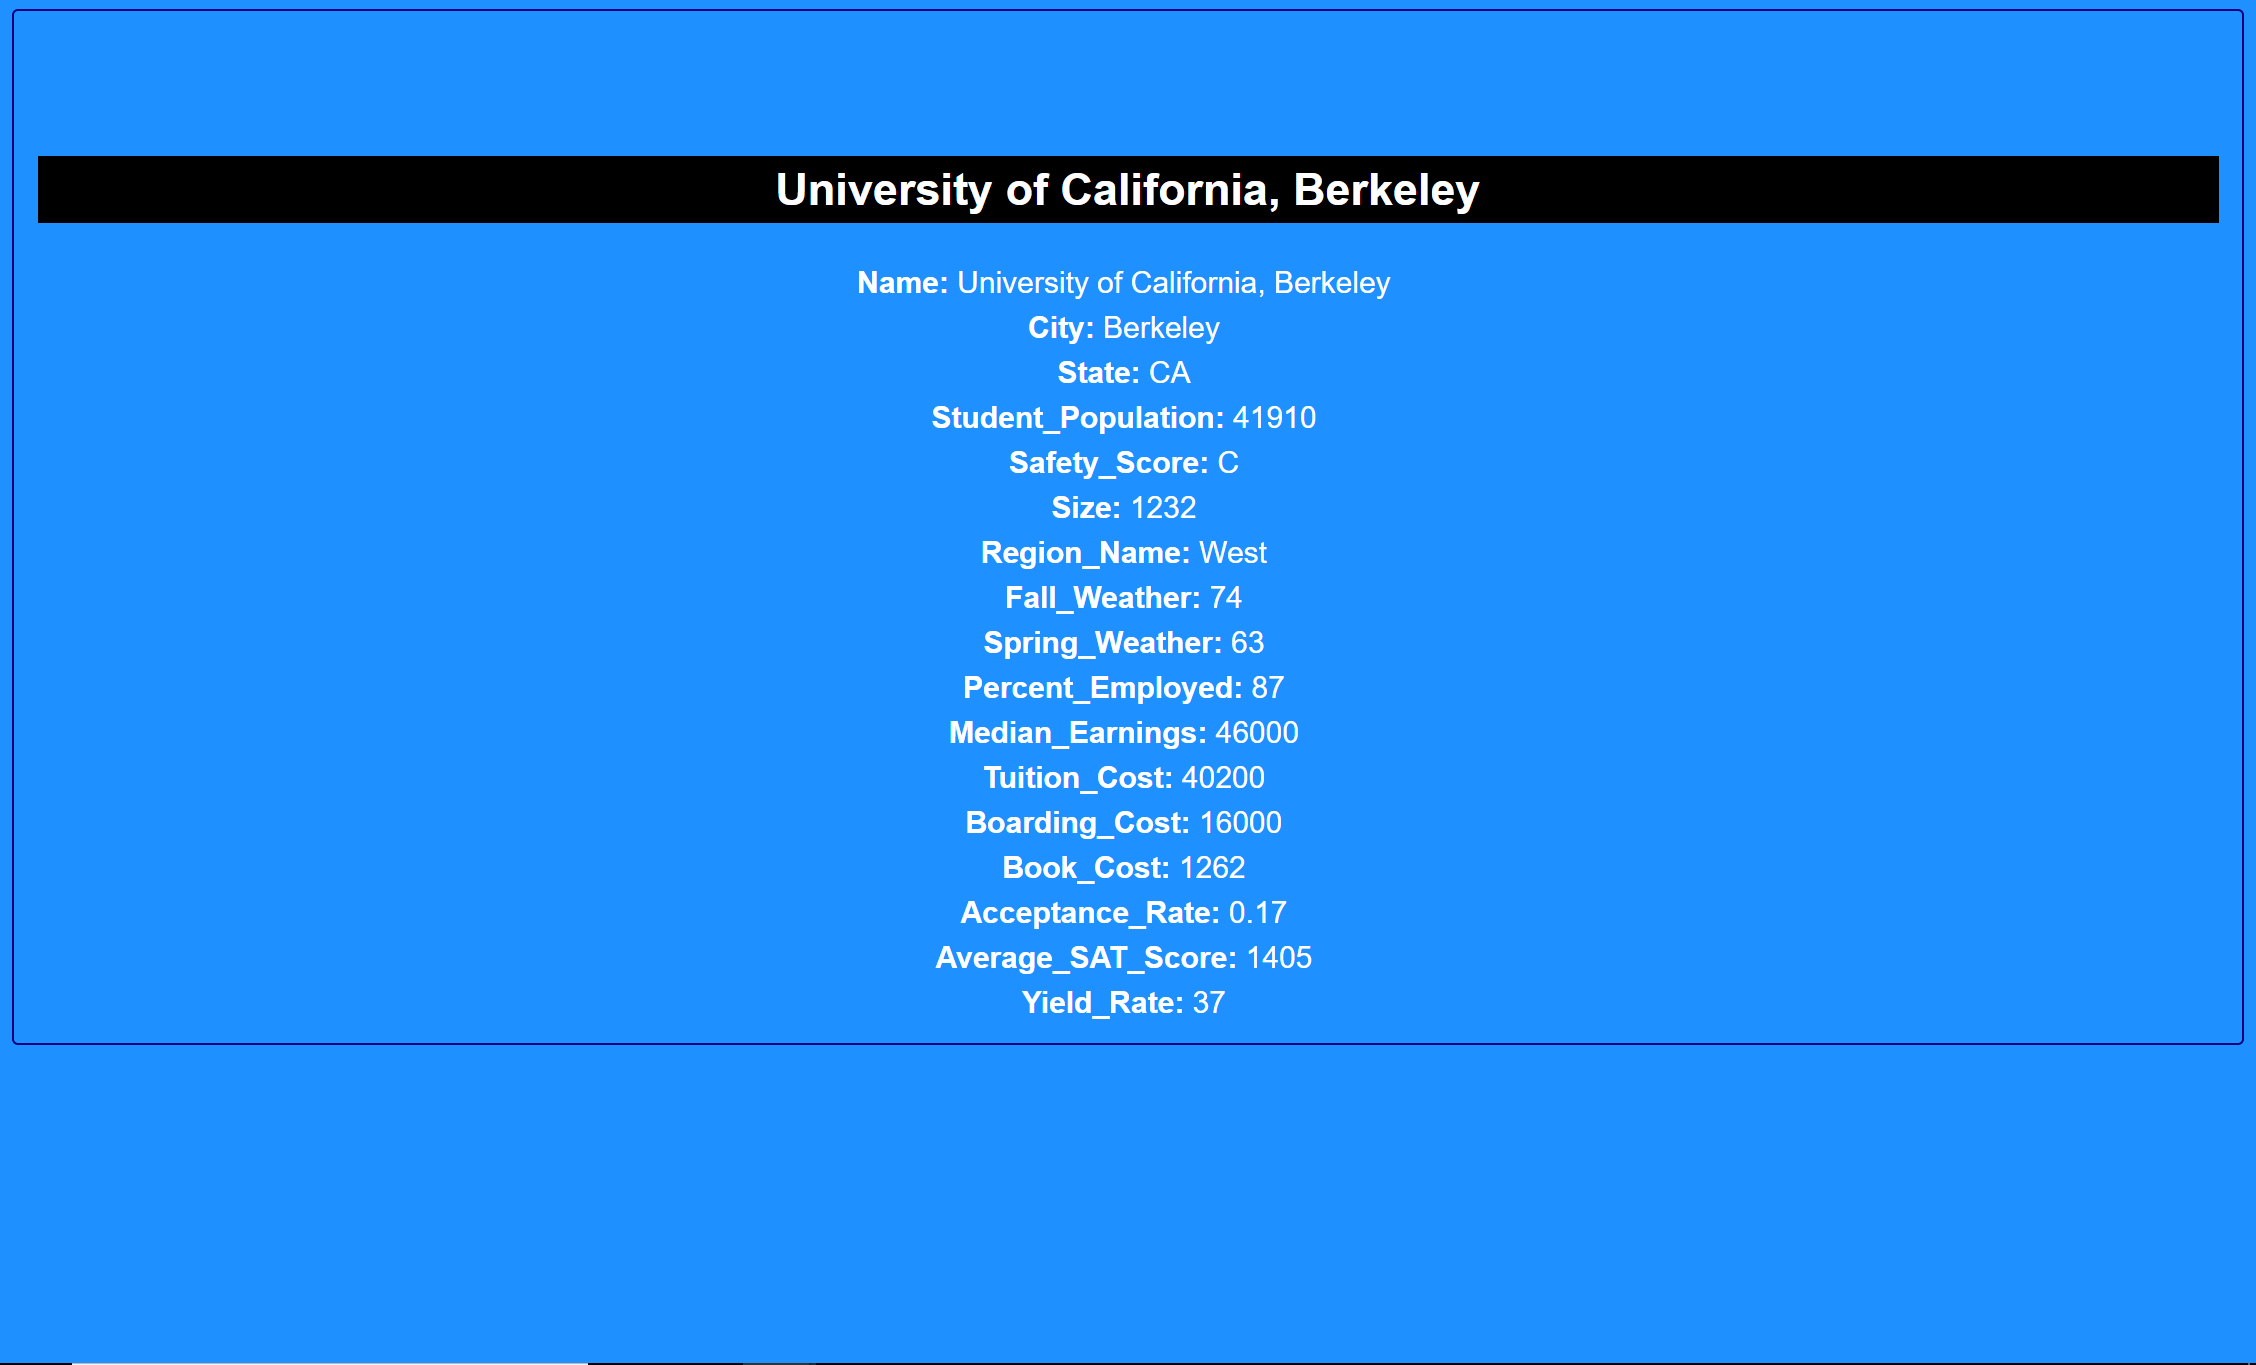 University of California, Berkeley
Name: University of California, Berkeley
City: Berkeley
State: CA
Student_Population: 41910
Safety_Score: C
Size: 1232
Region_Name: West
Fall_Weather: 74
Spring_Weather: 63
Percent_Employed: 87
Median_Earnings: 46000
Tuition_Cost: 40200
Boarding_Cost: 16000
Book_Cost: 1262
Acceptance_Rate: 0.17
Average_SAT_Score: 1405
Yield_Rate: 37